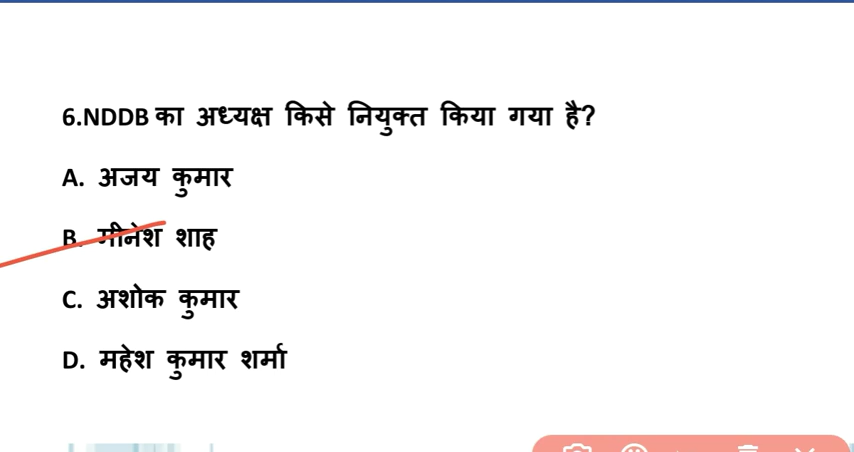 6.NDDB का अध्यक्ष किसे नियुक्त किया गया है?
A. अजय कुमार
B. मीनेश शाह
C. अशोक कुमार
D. महेश कुमार शर्मा